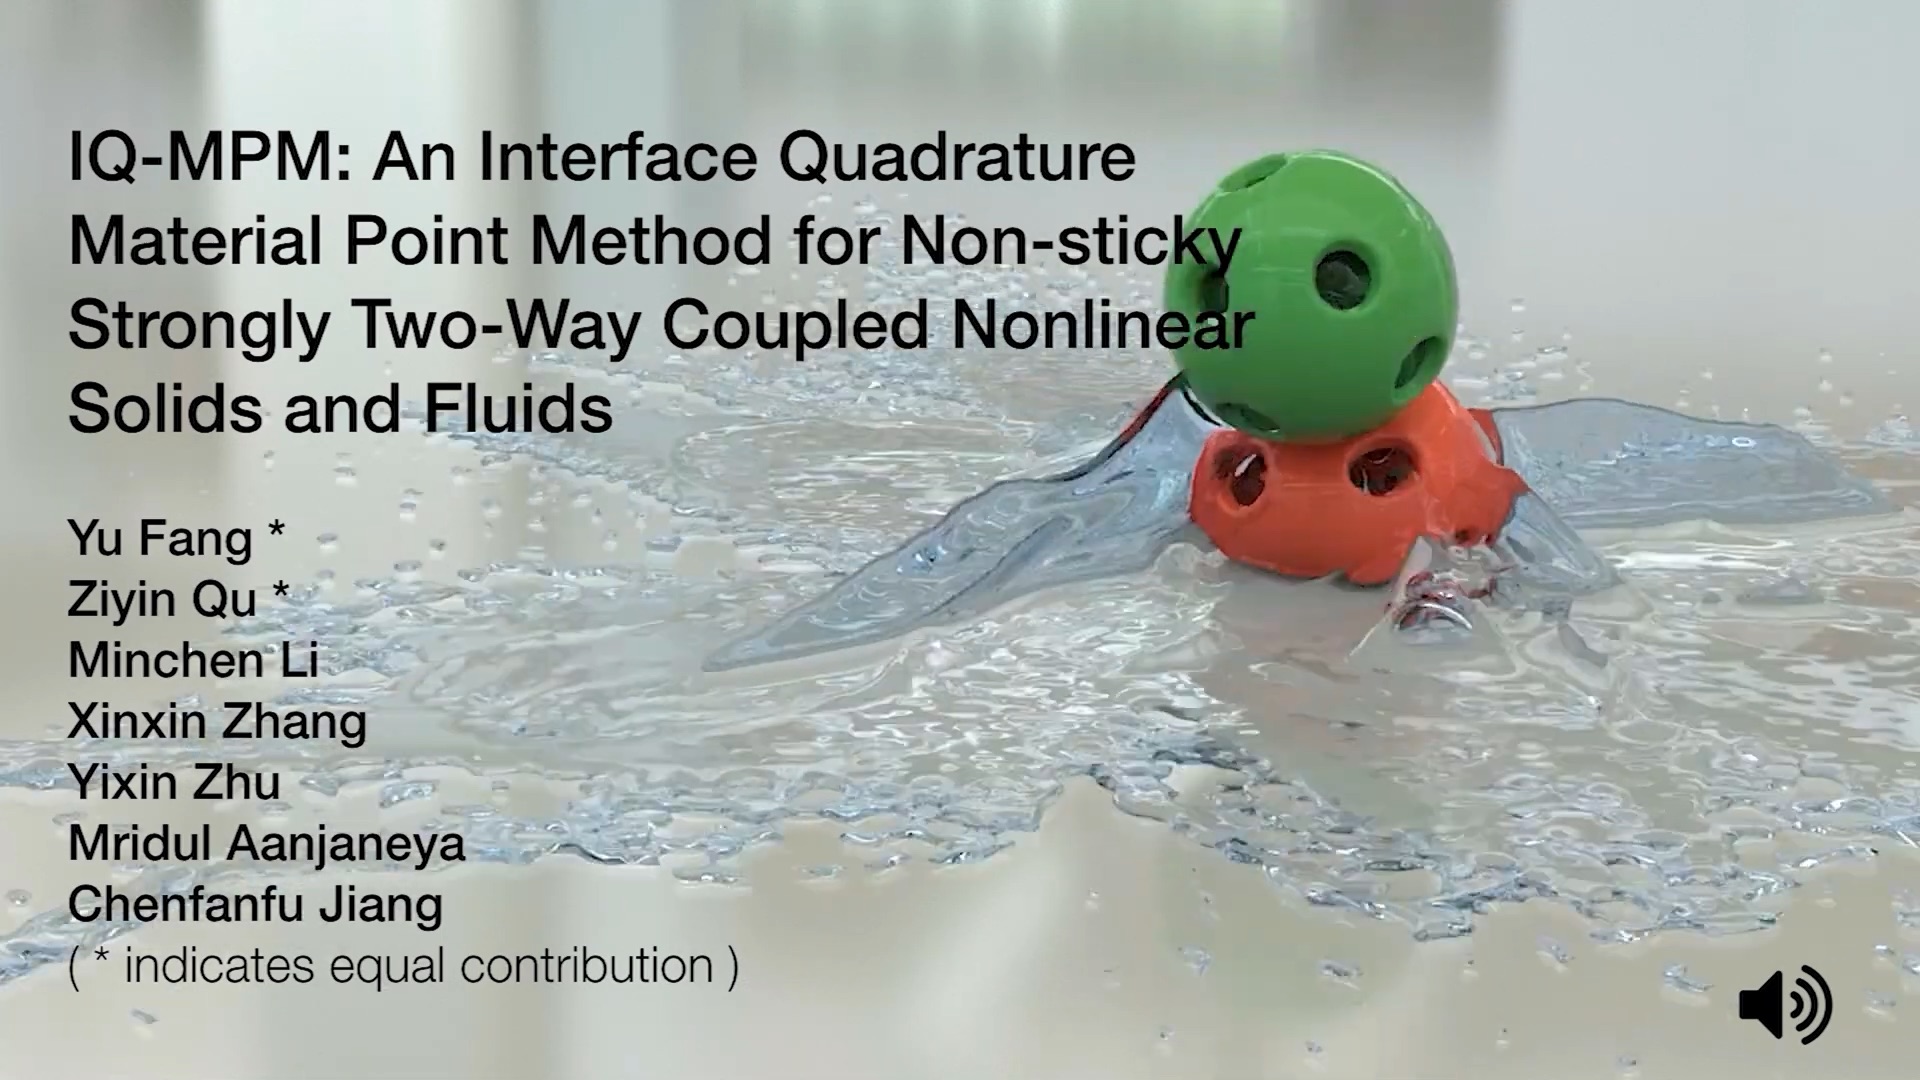 IQ-MPM: An Interface Quadrature
Material Point Method for Non-sticky
Strongly Two-Way Coupled Nonlinear
Solids and Fluids
Yu Fang *
Ziyin Qu *
Minchen Li
Xinxin Zhang
Yixin Zhu
Mridul Aanjaneya
Chenfanfu Jiang
( * indicates equal contribution )